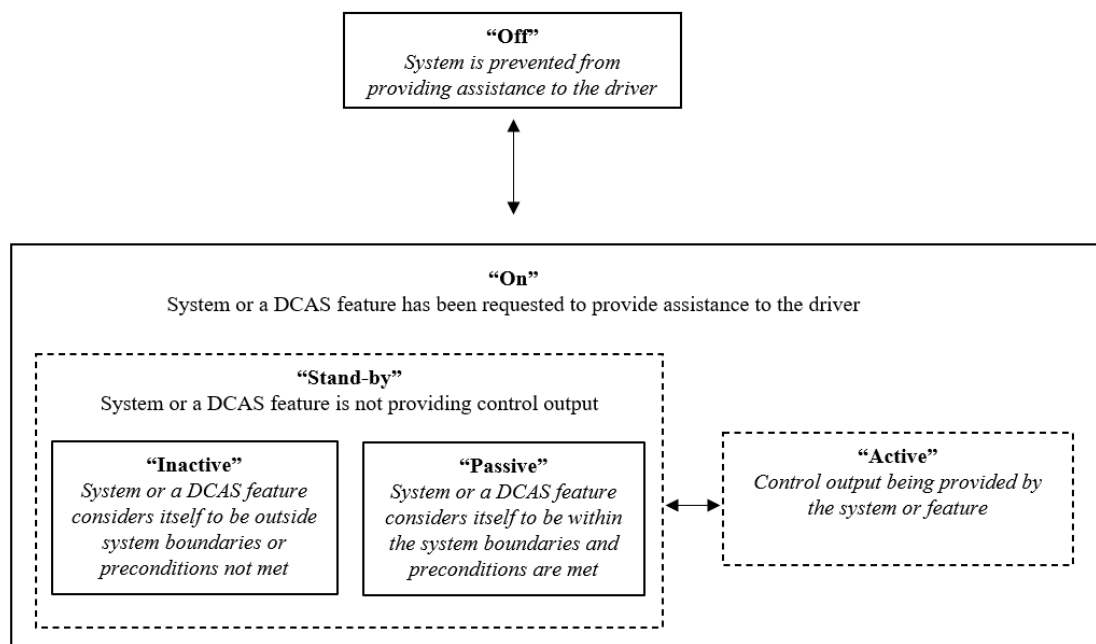 “Off”
System is prevented from
providing assistance to the driver
“On”
System or a DCAS feature has been requested to provide assistance to the driver
“Stand-by”
System or a DCAS feature is not providing control output
“Inactive”
System or a DCAS feature
considers itself to be outside
system boundaries or
preconditions not met
“Passive”
System or a DCAS feature
considers itself to be within
the system boundaries and
preconditions are met
“Active”
Control output being provided by
the system or feature